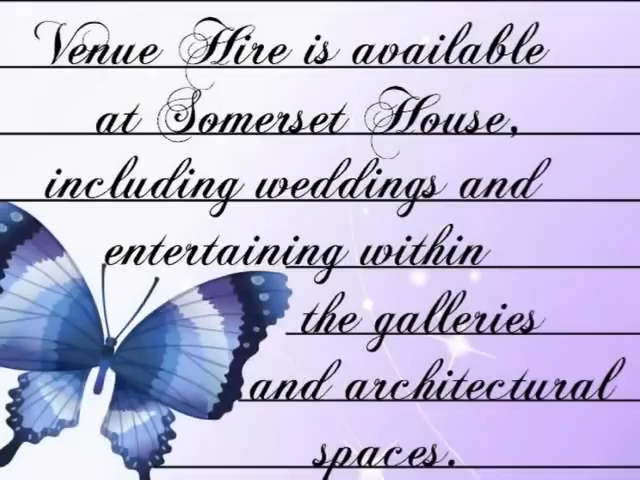 Venue Hire is available
at Somerset House,
including weddings and
entertaining within
the galleries
and architectural
spaces.